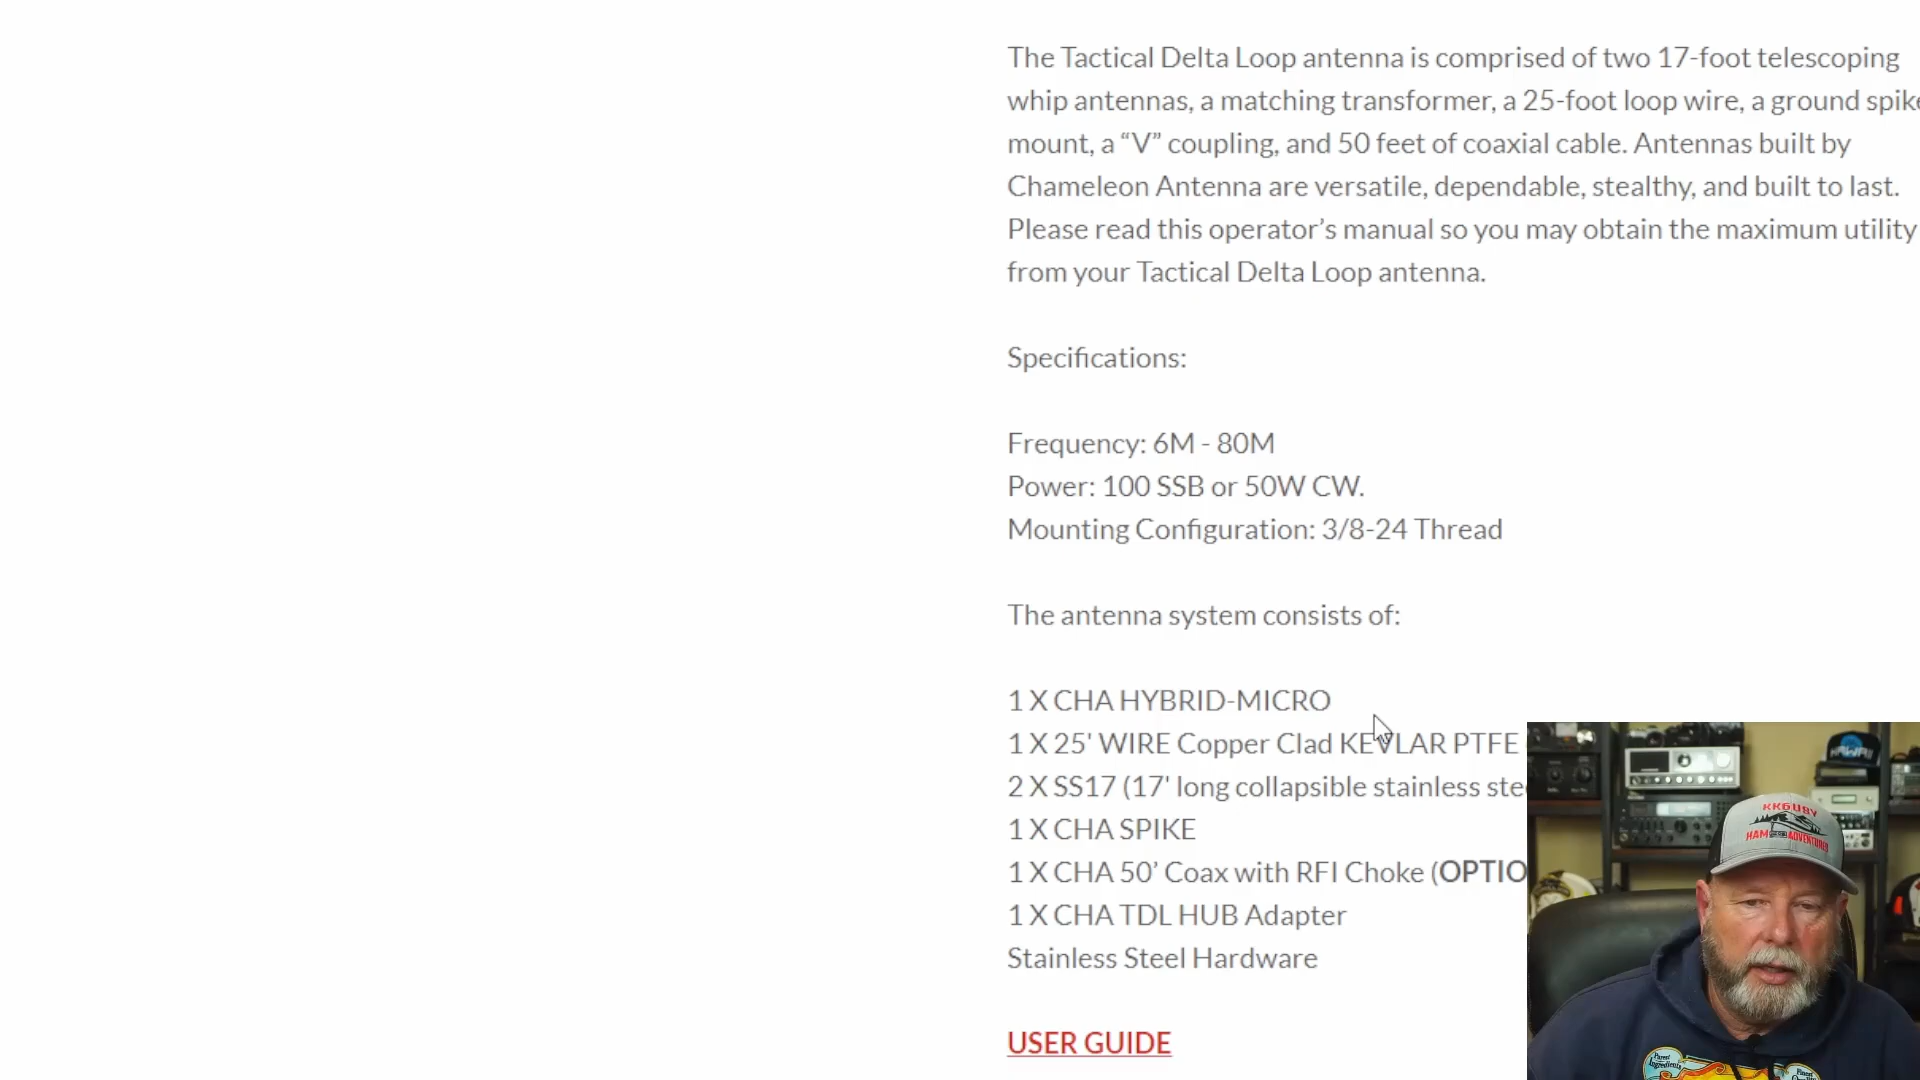 The Tactical Delta Loop antenna is comprised of two 17-foot telescoping
whip antennas, a matching transformer, a 25-foot loop wire, a ground spike
mount, a “V” coupling, and 50 feet of coaxial cable. Antennas built by
Chameleon Antenna are versatile, dependable, stealthy, and built to last.
Please read this operator’s manual so you may obtain the maximum utility
from your Tactical Delta Loop antenna.
Specifications:
Frequency: 6M - 80M
Power: 100 SSB or 50W CW.
Mounting Configuration: 3/8-24 Thread
The antenna system consists of:
1 X CHA HYBRID-MICRO
1 X 25' WIRE Copper Clad KEVLAR PTFE
2 X SS17 (17' long collapsible stainless
1 X CHA SPIKE
1 X CHA 50’ Coax with RFI Choke (
1 X CHA TDL HUB Adapter
Stainless Steel Hardware
USER GUIDE
KK6USY
HAM ADVENTURES